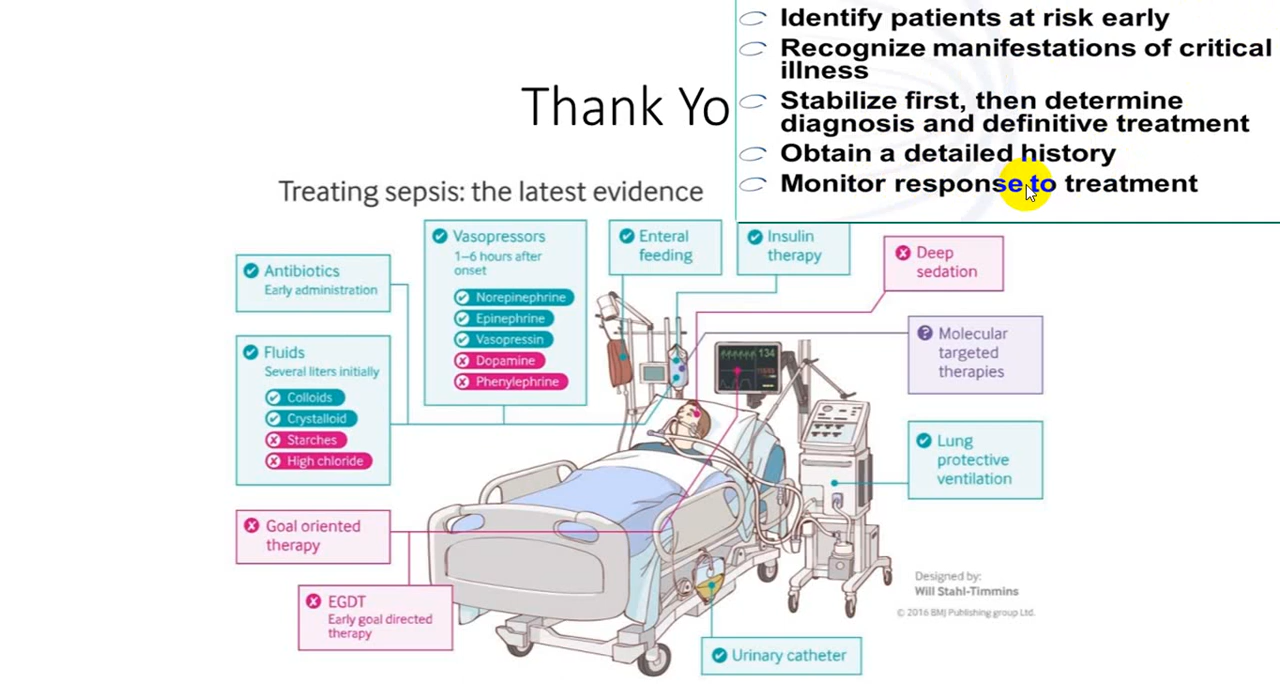 Identify patients at risk early
Recognize manifestations of critical
illness
Stabilize first, then determine
diagnosis and definitive treatment
Obtain a detailed history
Monitor response to treatment
Thank Yo
Treating sepsis: the latest evidence
Antibiotics
Early administration
Fluids
Several liters initially
Colloids
Crystalloid
Starches
High chloride
Vasopressors
1–6 hours after
onset
Norepinephrine
Epinephrine
Vasopressin
Dopamine
Phenylephrine
Enteral
feeding
Insulin
therapy
Deep
sedation
? Molecular
targeted
therapies
134
Lung
protective
ventilation
Goal oriented
therapy
EGDT
Early goal directed
therapy
Urinary catheter
Designed by:
Will Stahl-Timmins
© 2016 BMJ Publishing group Ltd.